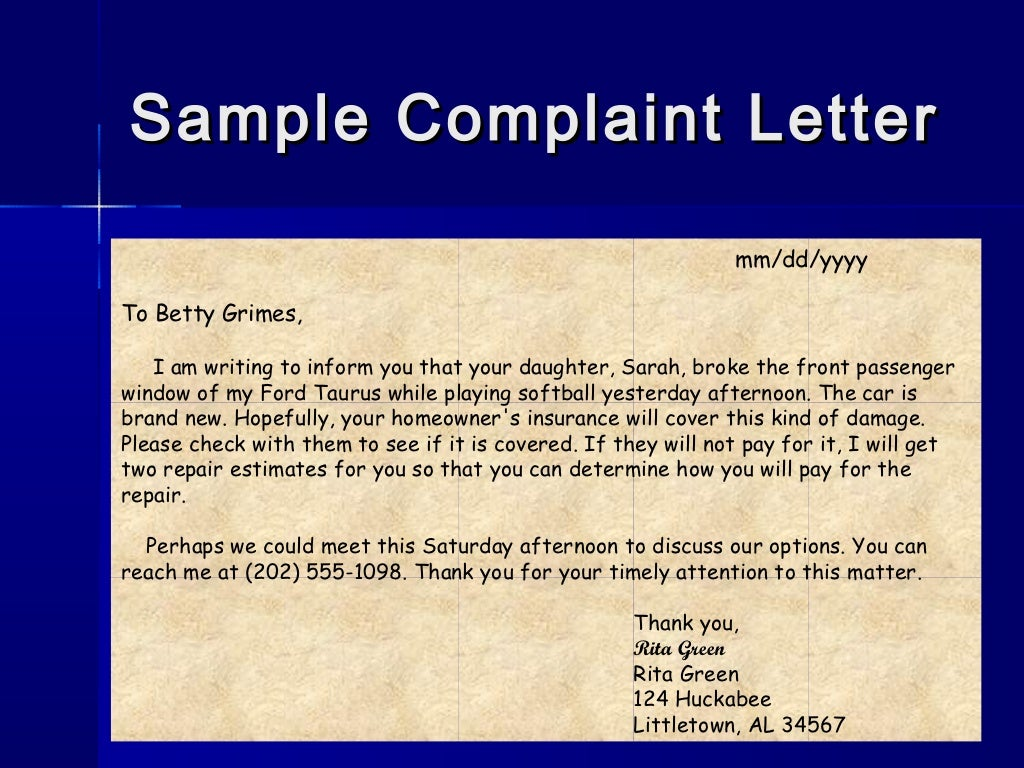 Sample Complaint Letter
mm/dd/yyyy
To Betty Grimes,
I am writing to inform you that your daughter, Sarah, broke the front passenger
window of my Ford Taurus while playing softball yesterday afternoon. The car is
brand new. Hopefully, your homeowner's insurance will cover this kind of damage.
Please check with them to see if it is covered. If they will not pay for it, I will get
two repair estimates for you so that you can determine how you will pay for the
repair.
Perhaps we could meet this Saturday afternoon to discuss our options. You can
reach me at (202) 555-1098. Thank you for your timely attention to this matter.
Thank you,
Rita Green
Rita Green
124 Huckabee
Littletown, AL 34567